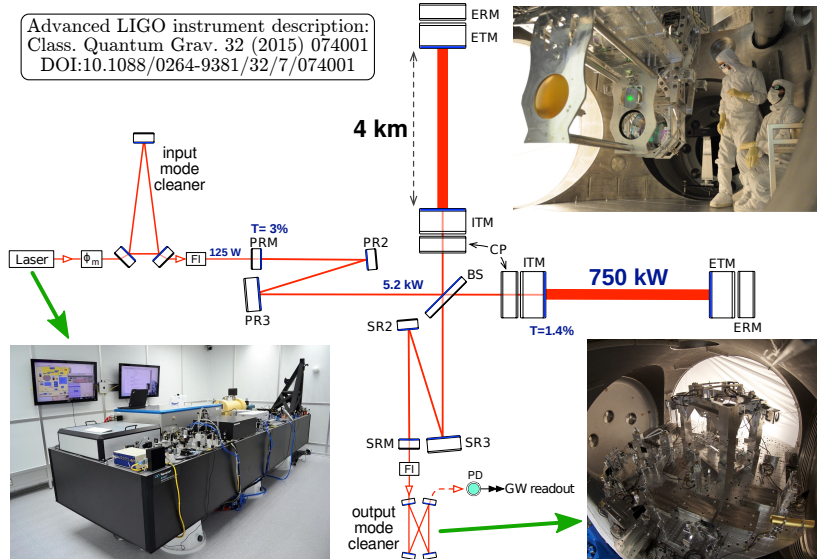 Advanced LIGO instrument description:
Class. Quantum Grav. 32 (2015) 074001
DOI:10.1088/0264-9381/32/7/074001
ERM
ETM
4 km
input
mode
cleaner
ITM
T= 3%
PRM
PR2
CP
ITM
ETM
Laser
ϕm
FI
125 W
BS
5.2 kW
750 kW
PR3
SR2
T=1.4%
ERM
SRM
SR3
FI
PD
GW readout
output
mode
cleaner